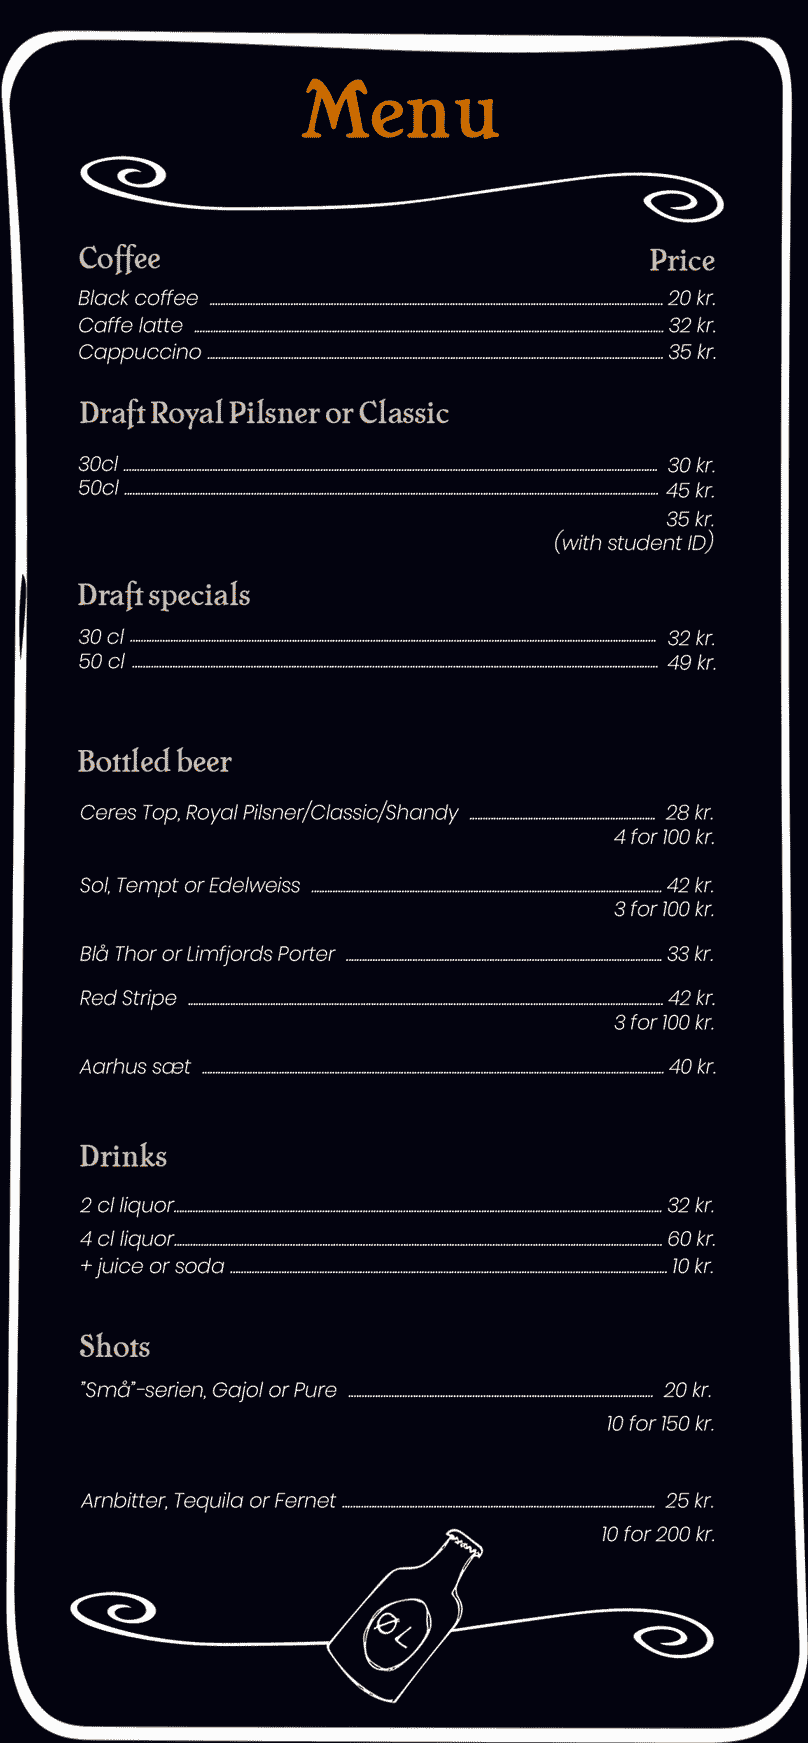 Menu
Coffee Price
Black coffee 20 kr.
Caffe latte 32 kr.
Cappuccino 35 kr.
Draft Royal Pilsner or Classic
30cl 30 kr.
50cl 45 kr.
35 kr.
(with student ID)
Draft specials
30 cl 32 kr.
50 cl 49 kr.
Bottled beer
Ceres Top, Royal Pilsner/Classic/Shandy 28 kr.
4 for 100 kr.
Sol, Tempt or Edelweiss 42 kr.
3 for 100 kr.
Blå Thor or Limfjords Porter 33 kr.
Red Stripe 42 kr.
3 for 100 kr.
Aarhus sæt 40 kr.
Drinks
2 cl liquor 32 kr.
4 cl liquor 60 kr.
+ juice or soda 10 kr.
Shots
”Små”-serien, Gajol or Pure 20 kr.
10 for 150 kr.
Arnbitter, Tequila or Fernet 25 kr.
10 for 200 kr.
ØL